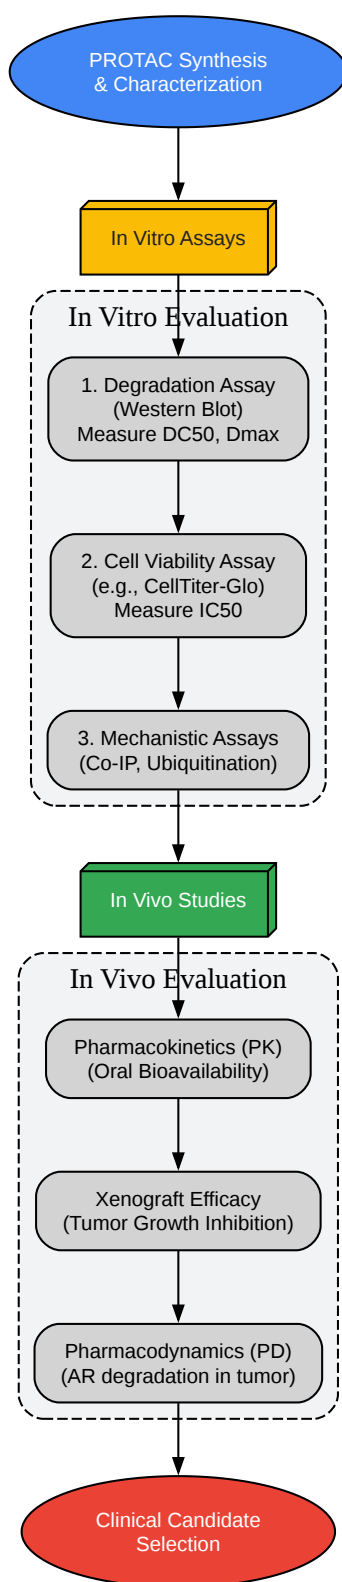 PROTAC Synthesis
& Characterization
In Vitro Assays
In Vitro Evaluation
1. Degradation Assay
(Western Blot)
Measure DC50, Dmax
2. Cell Viability Assay
(e.g., CellTiter-Glo)
Measure IC50
3. Mechanistic Assays
(Co-IP, Ubiquitination)
In Vivo Studies
In Vivo Evaluation
Pharmacokinetics (PK)
(Oral Bioavailability)
Xenograft Efficacy
(Tumor Growth Inhibition)
Pharmacodynamics (PD)
(AR degradation in tumor)
Clinical Candidate
Selection